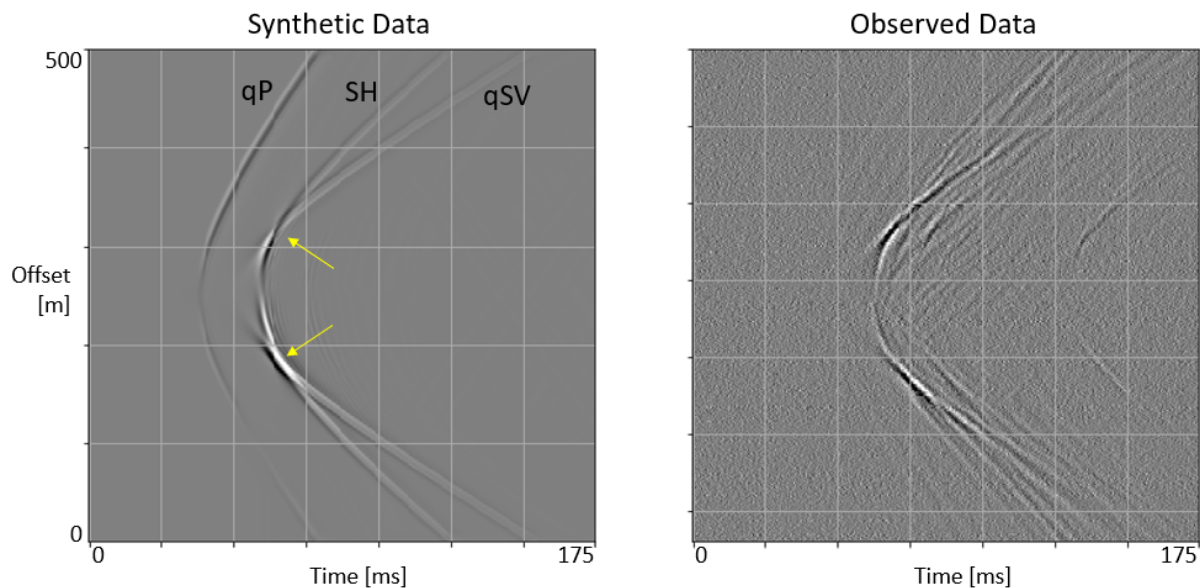 Synthetic Data
Observed Data
500
qP
SH
qSV
Offset
[m]
0
0
175
Time [ms]
0
175
Time [ms]